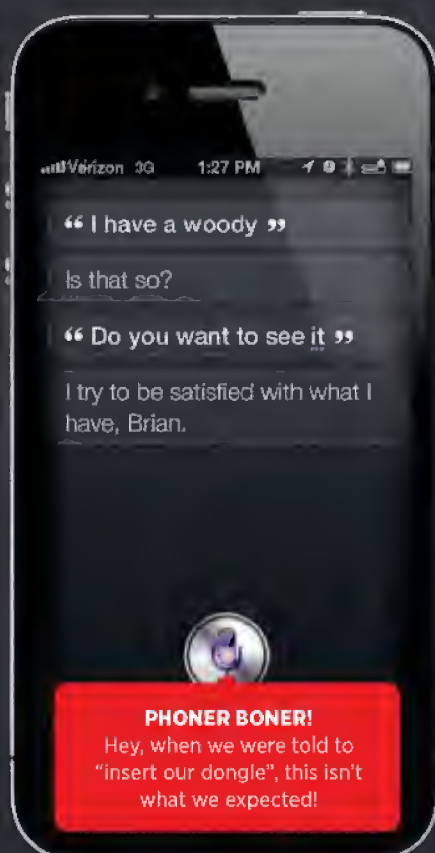 Verizon 3G 1:27 PM
“ I have a woody ”
Is that so?
“ Do you want to see it ”
I try to be satisfied with what I
have, Brian.
PHONER BONER!
Hey, when we were told to
“insert our dongle”, this isn’t
what we expected!